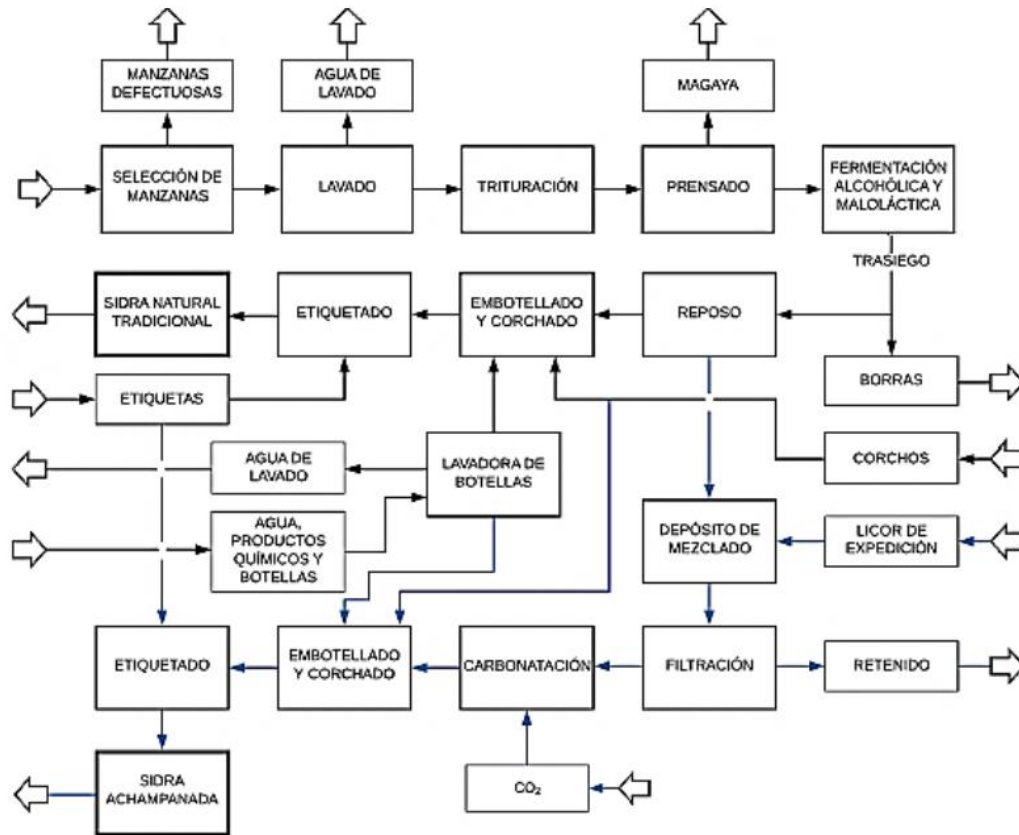 MANZANAS
DEFECTUOSAS
AGUA DE
LAVADO
MAGAYA
SELECCIÓN DE
MANZANAS
LAVADO
TRITURACIÓN
PRENSADO
FERMENTACIÓN
ALCOHÓLICA Y
MALOLÁCTICA
TRASIEGO
SIDRA NATURAL
TRADICIONAL
ETIQUETADO
EMBOTELLADO
Y CORCHADO
REPOSO
BORRAS
ETIQUETAS
AGUA DE
LAVADO
LAVADORA DE
BOTELLAS
CORCHOS
AGUA,
PRODUCTOS
QUÍMICOS Y
BOTELLAS
DEPÓSITO DE
MEZCLADO
LICOR DE
EXPEDICIÓN
ETIQUETADO
EMBOTELLADO
Y CORCHADO
CARBONATACIÓN
FILTRACIÓN
RETENIDO
SIDRA
ACHAMPANADA
CO₂